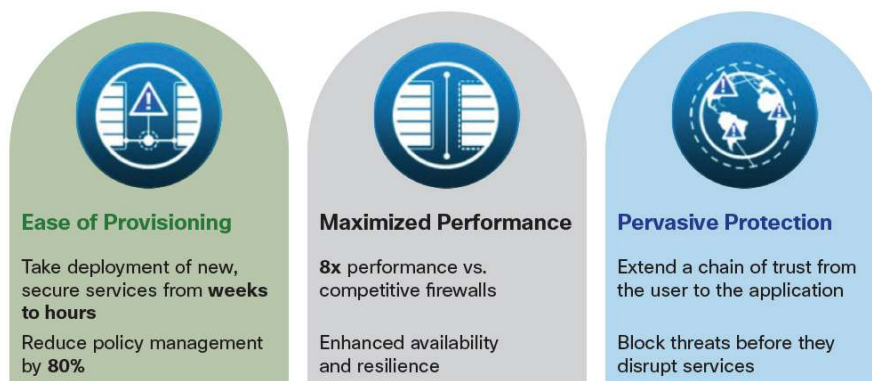 Ease of Provisioning
Take deployment of new,
secure services from weeks
to hours
Reduce policy management
by 80%
Maximized Performance
8x performance vs.
competitive firewalls
Enhanced availability
and resilience
Pervasive Protection
Extend a chain of trust from
the user to the application
Block threats before they
disrupt services